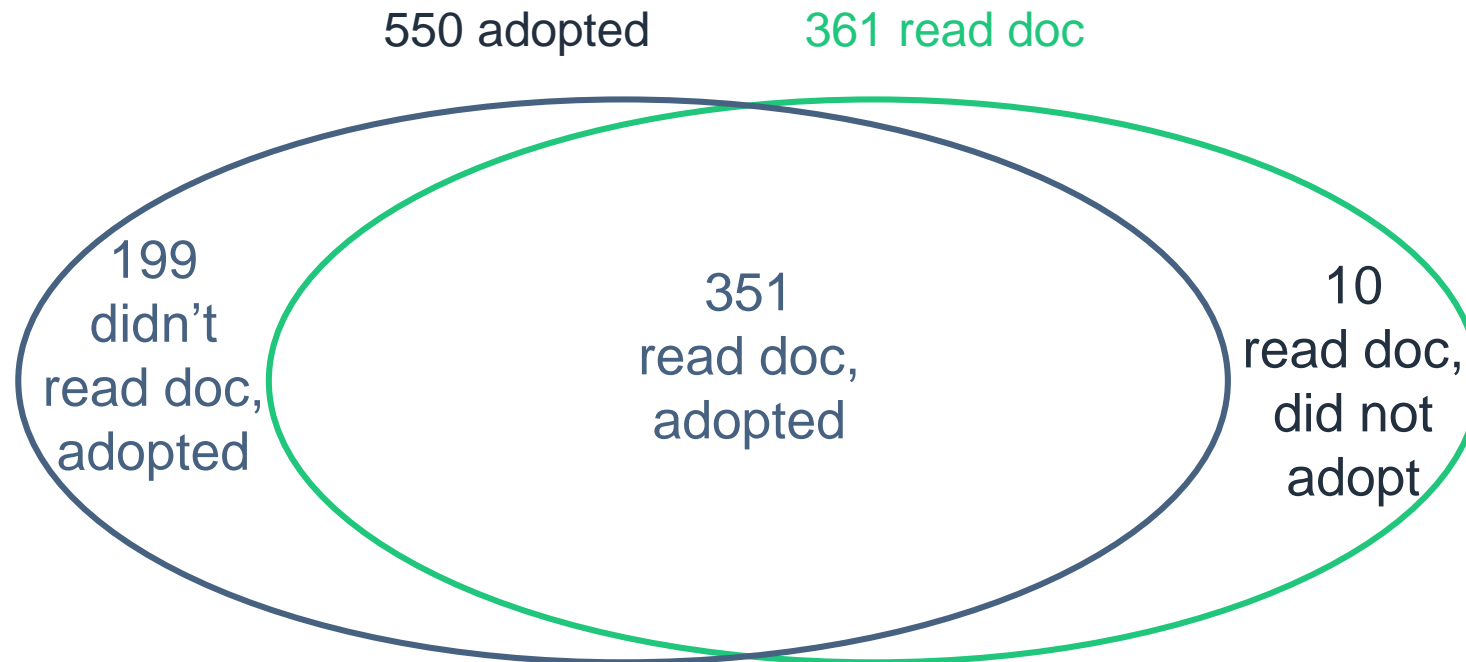 550 adopted
361 read doc
199
didn’t
read doc,
adopted
351
read doc,
adopted
10
read doc,
did not
adopt